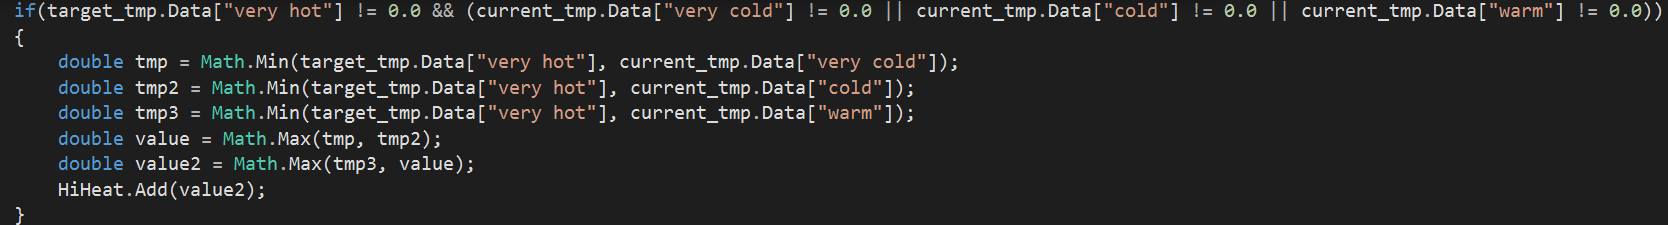 if(target_tmp.Data["very hot"] != 0.0 && (current_tmp.Data["very cold"] != 0.0 || current_tmp.Data["cold"] != 0.0 || current_tmp.Data["warm"] != 0.0))
{
    double tmp = Math.Min(target_tmp.Data["very hot"], current_tmp.Data["very cold"]);
    double tmp2 = Math.Min(target_tmp.Data["very hot"], current_tmp.Data["cold"]);
    double tmp3 = Math.Min(target_tmp.Data["very hot"], current_tmp.Data["warm"]);
    double value = Math.Max(tmp, tmp2);
    double value2 = Math.Max(tmp3, value);
    HiHeat.Add(value2);
}